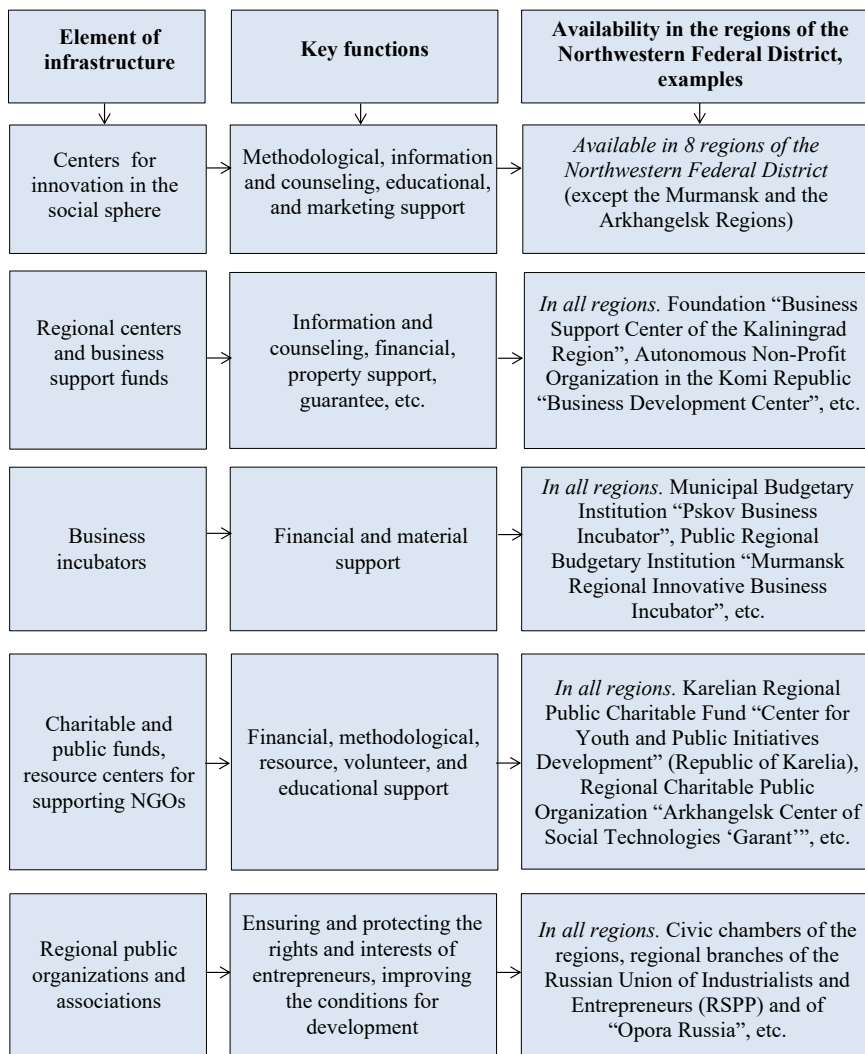 Element of
infrastructure
Key functions
Availability in the regions of the
Northwestern Federal District,
examples
Centers for
innovation in the
social sphere
Methodological, information
and counseling, educational,
and marketing support
Available in 8 regions of the
Northwestern Federal District
(except the Murmansk and the
Arkhangelsk Regions)
Regional centers
and business
support funds
Information and
counseling, financial,
property support,
guarantee, etc.
In all regions. Foundation “Business
Support Center of the Kaliningrad
Region”, Autonomous Non-Profit
Organization in the Komi Republic
“Business Development Center”, etc.
Business
incubators
Financial and material
support
In all regions. Municipal Budgetary
Institution “Pskov Business
Incubator”, Public Regional
Budgetary Institution “Murmansk
Regional Innovative Business
Incubator”, etc.
Charitable and
public funds,
resource centers for
supporting NGOs
Financial, methodological,
resource, volunteer, and
educational support
In all regions. Karelian Regional
Public Charitable Fund “Center for
Youth and Public Initiatives
Development” (Republic of Karelia),
Regional Charitable Public
Organization “Arkhangelsk Center of
Social Technologies ‘Garant’”, etc.
Regional public
organizations and
associations
Ensuring and protecting the
rights and interests of
entrepreneurs, improving
the conditions for
development
In all regions. Civic chambers of the
regions, regional branches of the
Russian Union of Industrialists and
Entrepreneurs (RSPP) and of
“Opora Russia”, etc.